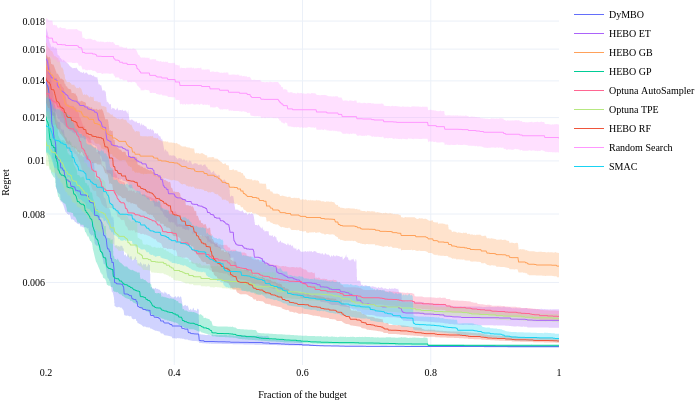 0.018
0.016
0.014
0.012
0.01
0.008
0.006
Regret
0.2
0.4
0.6
0.8
1
Fraction of the budget
DyMBO
HEBO ET
HEBO GB
HEBO GP
Optuna AutoSampler
Optuna TPE
HEBO RF
Random Search
SMAC